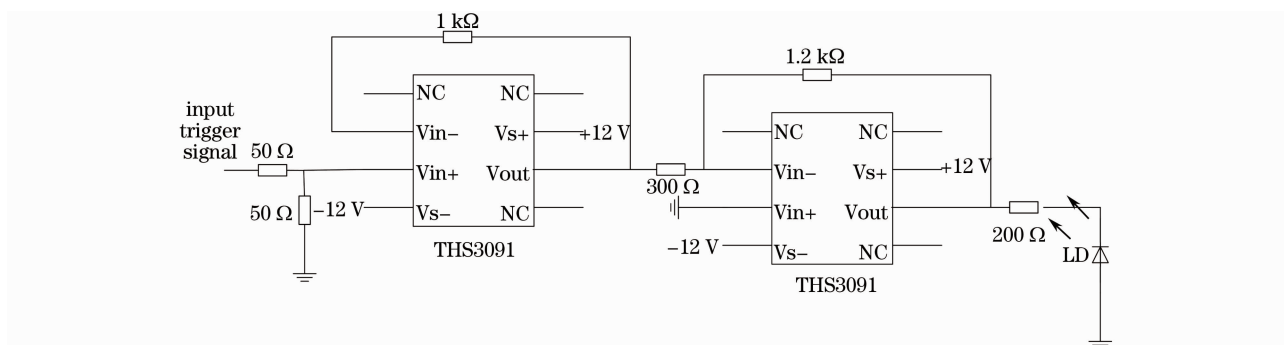 1 kΩ
NC
NC
Vin−
Vs+
+12 V
input
trigger
signal
50 Ω
Vin+
Vout
50 Ω
−12 V
Vs−
NC
THS3091
300 Ω
1.2 kΩ
NC
NC
Vin−
Vs+
+12 V
Vin+
Vout
−12 V
Vs−
NC
THS3091
200 Ω
LD